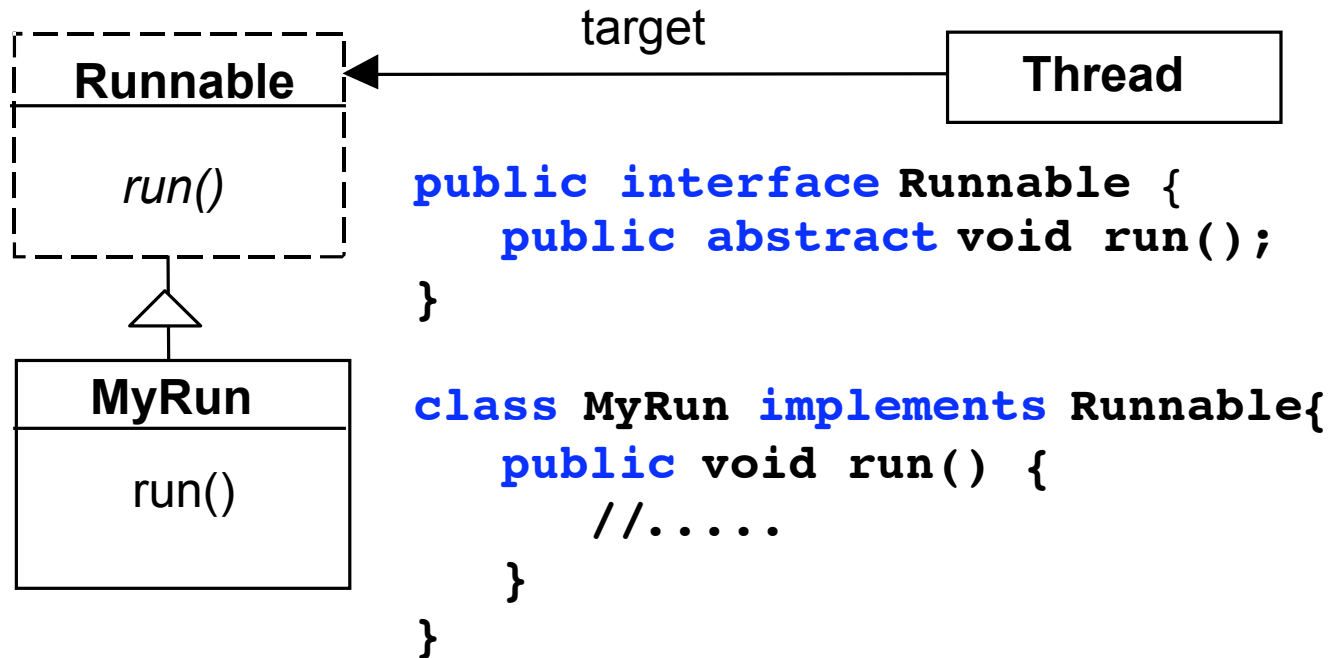 target
Runnable
Thread
run()
MyRun
run()
public interface Runnable {
public abstract void run();
}
class MyRun implements Runnable{
public void run() {
//.....
}
}